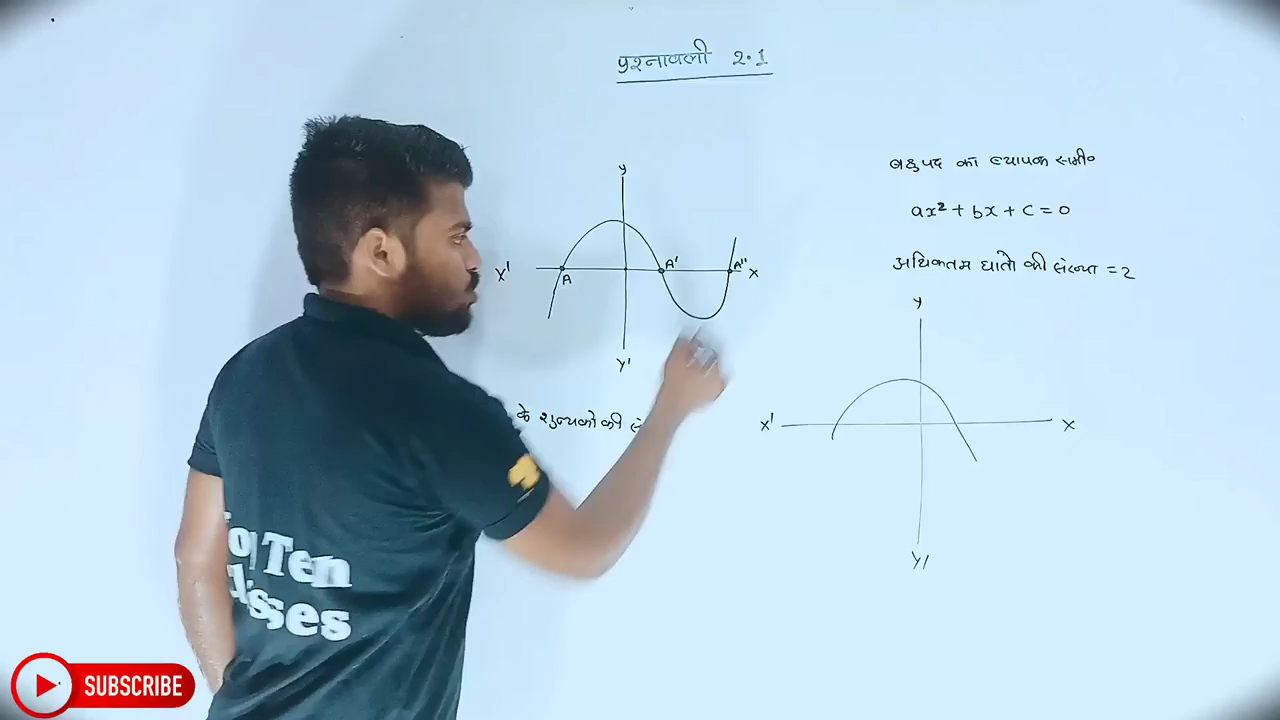 प्रश्नावली 2.1
बहुपद का व्यापक समी०
ax² + bx + c = 0
अधिकतम घातो की संख्या = 2
y
X'
A
A'
A''
x
y'
के शुन्यको की
y
x'
x
y'
Top Ten
Classes
SUBSCRIBE